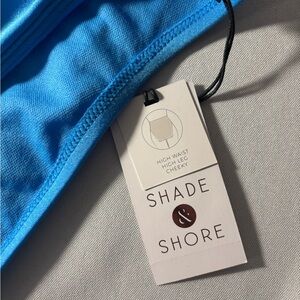 HIGH WAIST
HIGH LEG
CHEEKY
SHADE
&
SHORE